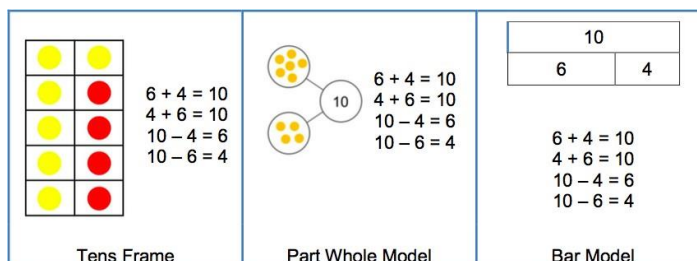 6 + 4 = 10
4 + 6 = 10
10 – 4 = 6
10 – 6 = 4
Tens Frame
10
6 + 4 = 10
4 + 6 = 10
10 – 4 = 6
10 – 6 = 4
Part Whole Model
10
6 4
6 + 4 = 10
4 + 6 = 10
10 – 4 = 6
10 – 6 = 4
Bar Model